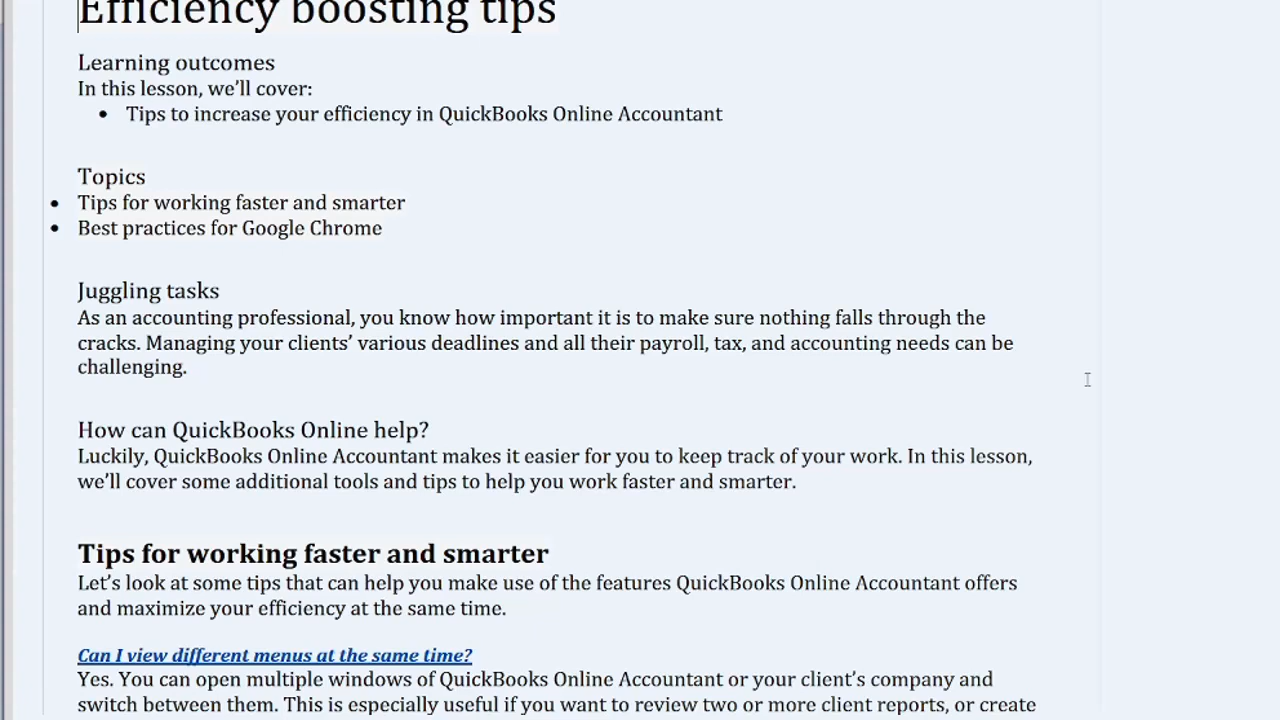 Efficiency boosting tips
Learning outcomes
In this lesson, we’ll cover:
• Tips to increase your efficiency in QuickBooks Online Accountant
Topics
• Tips for working faster and smarter
• Best practices for Google Chrome
Juggling tasks
As an accounting professional, you know how important it is to make sure nothing falls through the
cracks. Managing your clients’ various deadlines and all their payroll, tax, and accounting needs can be
challenging.
How can QuickBooks Online help?
Luckily, QuickBooks Online Accountant makes it easier for you to keep track of your work. In this lesson,
we’ll cover some additional tools and tips to help you work faster and smarter.
Tips for working faster and smarter
Let’s look at some tips that can help you make use of the features QuickBooks Online Accountant offers
and maximize your efficiency at the same time.
Can I view different menus at the same time?
Yes. You can open multiple windows of QuickBooks Online Accountant or your client’s company and
switch between them. This is especially useful if you want to review two or more client reports, or create